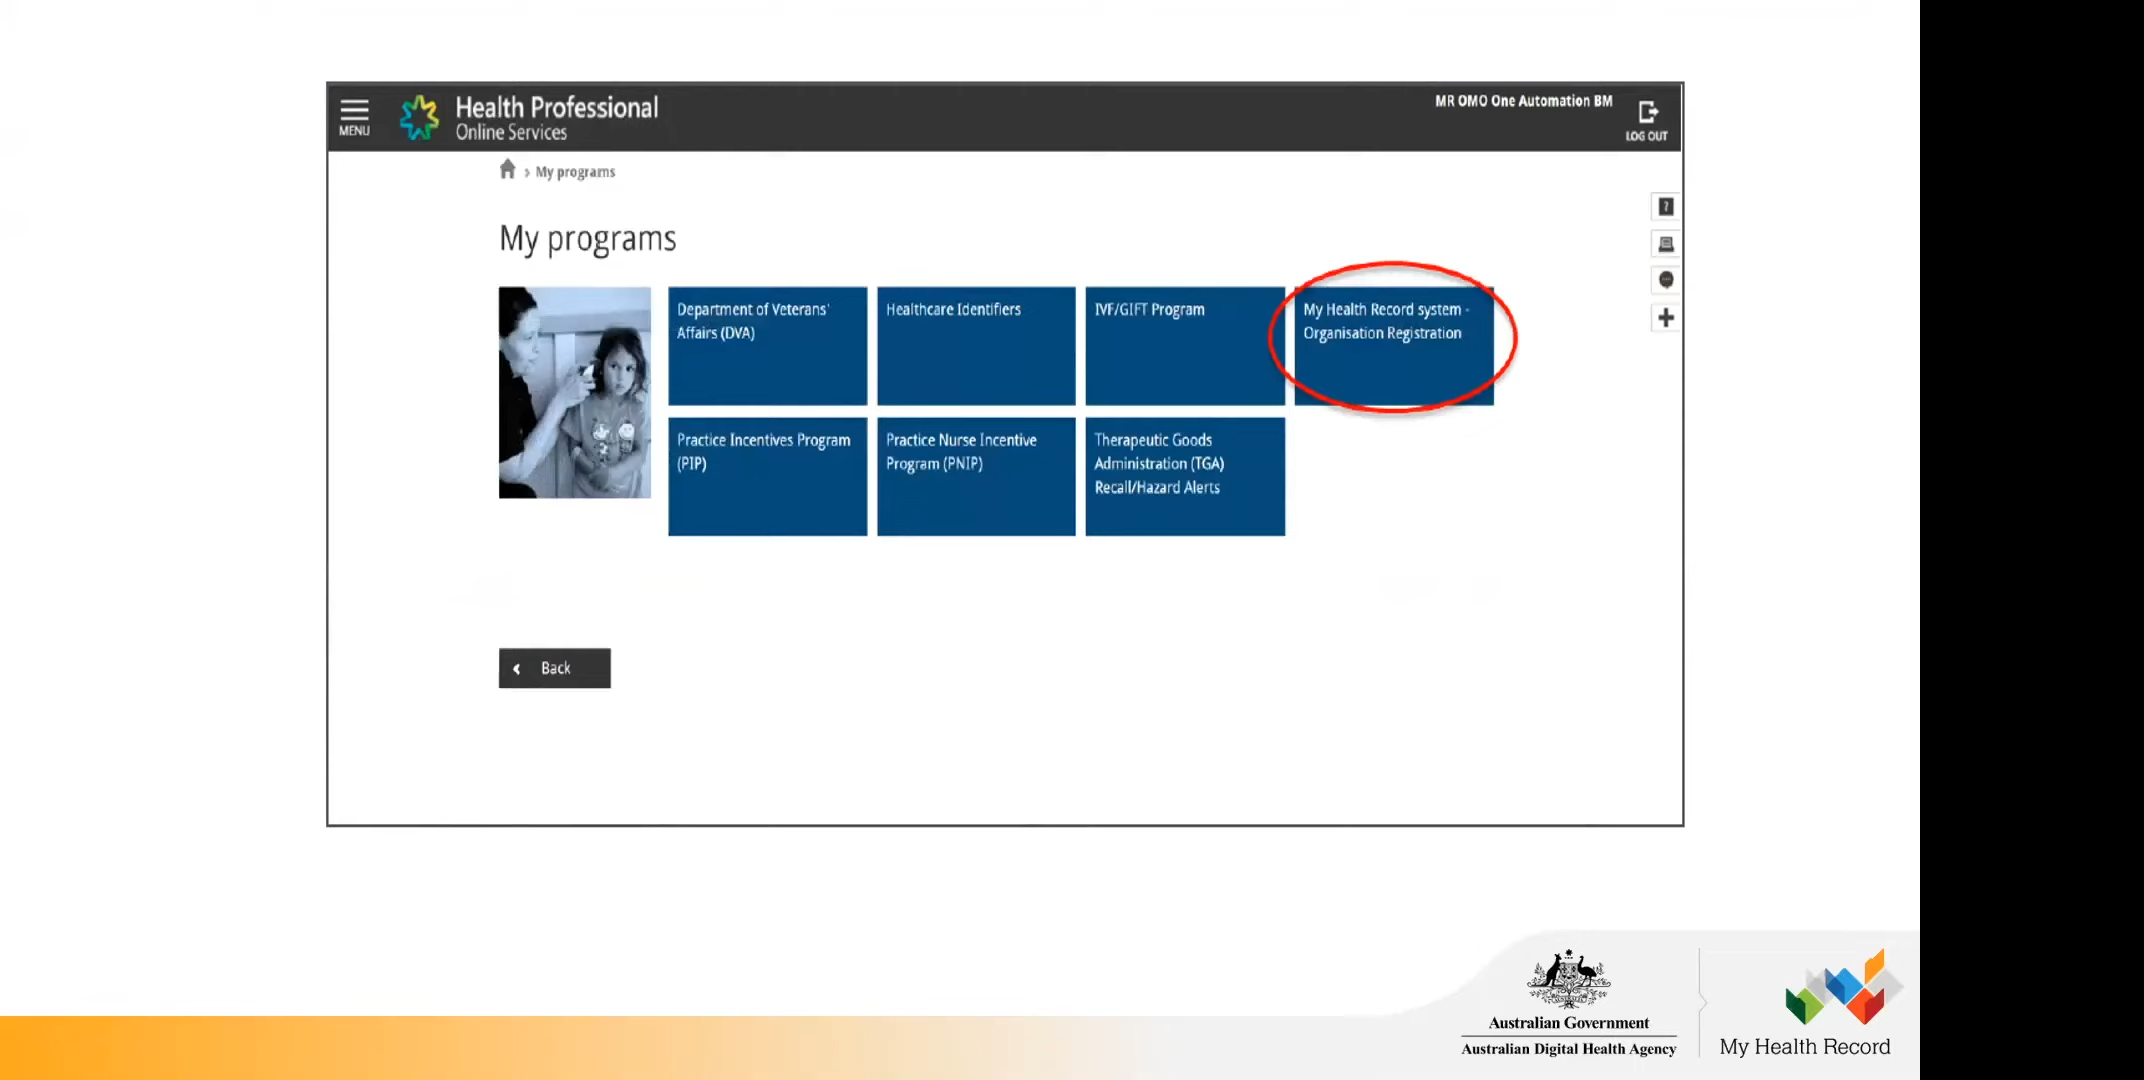 MENU
Health Professional
Online Services
MR OMO One Automation BM
LOG OUT
› My programs
My programs
Department of Veterans'
Affairs (DVA)
Healthcare Identifiers
IVF/GIFT Program
My Health Record system -
Organisation Registration
Practice Incentives Program
(PIP)
Practice Nurse Incentive
Program (PNIP)
Therapeutic Goods
Administration (TGA)
Recall/Hazard Alerts
‹ Back
Australian Government
Australian Digital Health Agency
My Health Record